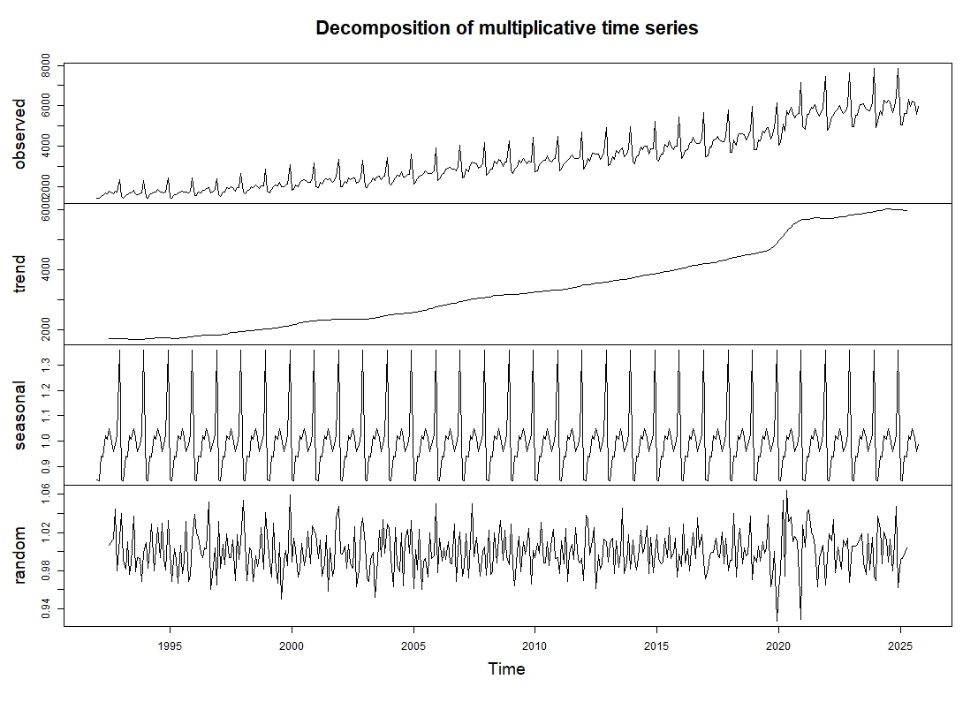 Decomposition of multiplicative time series
observed
8000
6000
4000
2000
trend
6000
4000
2000
seasonal
1.3
1.2
1.1
1.0
0.9
random
1.06
1.02
0.98
0.94
1995 2000 2005 2010 2015 2020 2025
Time